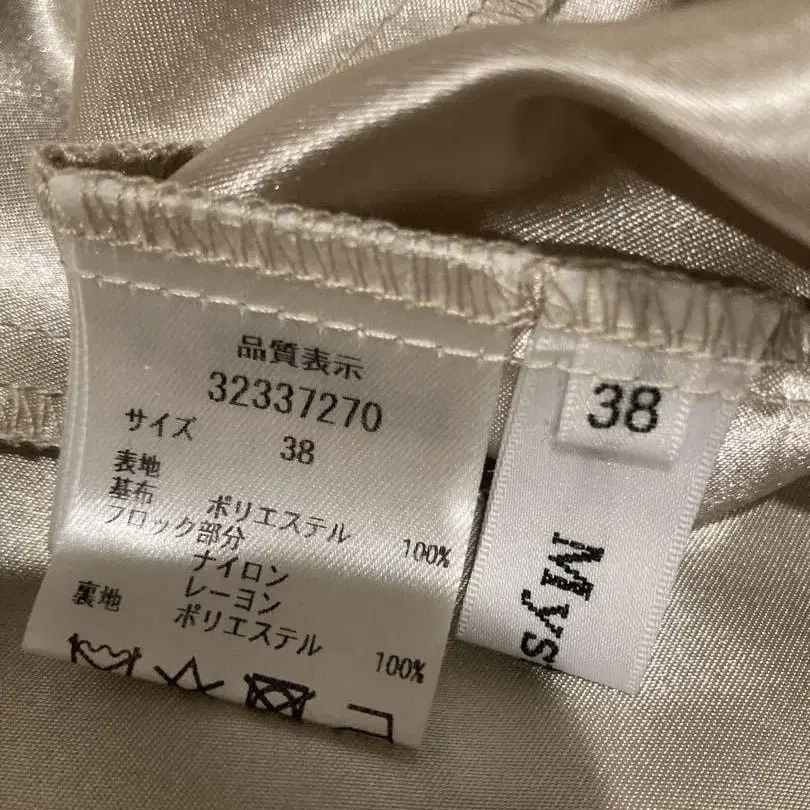 品質表示
32337270
サイズ 38
表地
基布 ポリエステル 100%
フロック部分
ナイロン
レーヨン
裏地 ポリエステル 100%
38
Mys